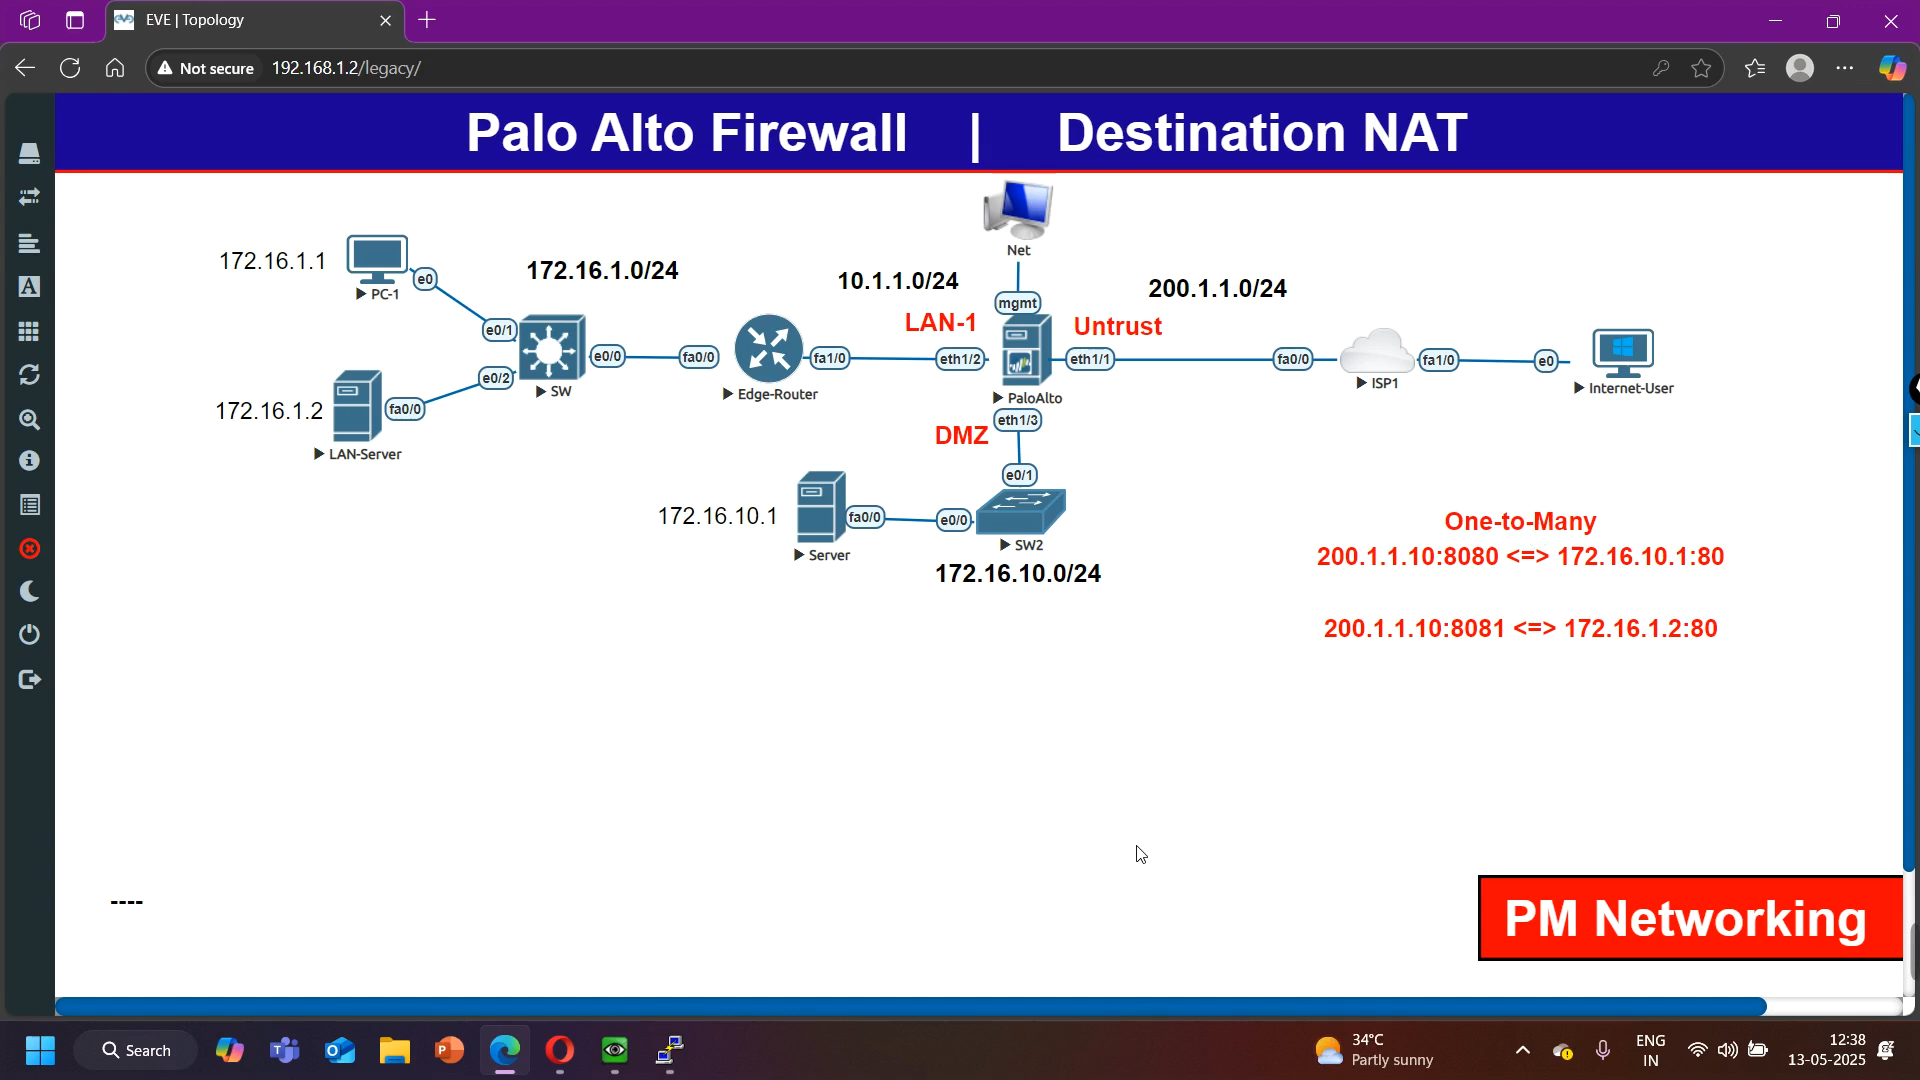 EVE | Topology
Not secure
192.168.1.2/legacy/
Palo Alto Firewall | Destination NAT
Net
172.16.1.1
PC-1
e0
172.16.1.0/24
10.1.1.0/24
mgmt
200.1.1.0/24
LAN-1
Untrust
e0/1
e0/0
fa0/0
fa1/0
eth1/2
eth1/1
fa0/0
fa1/0
e0
SW
Edge-Router
PaloAlto
ISP1
Internet-User
e0/2
172.16.1.2
fa0/0
LAN-Server
eth1/3
DMZ
e0/1
172.16.10.1
fa0/0
e0/0
Server
SW2
172.16.10.0/24
One-to-Many
200.1.1.10:8080 <=> 172.16.10.1:80
200.1.1.10:8081 <=> 172.16.1.2:80
----
PM Networking
Search
34°C
Partly sunny
ENG
IN
12:38
13-05-2025